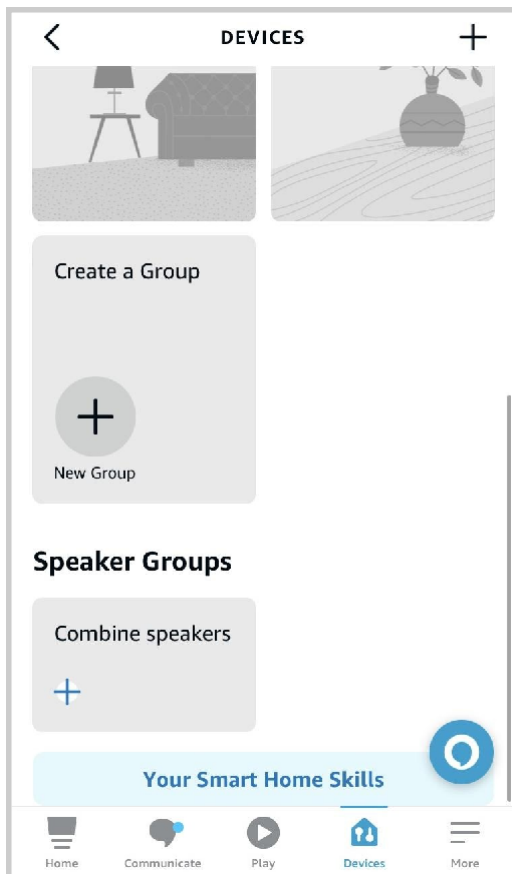 DEVICES
Create a Group
New Group
Speaker Groups
Combine speakers
Your Smart Home Skills
Home
Communicate
Play
Devices
More